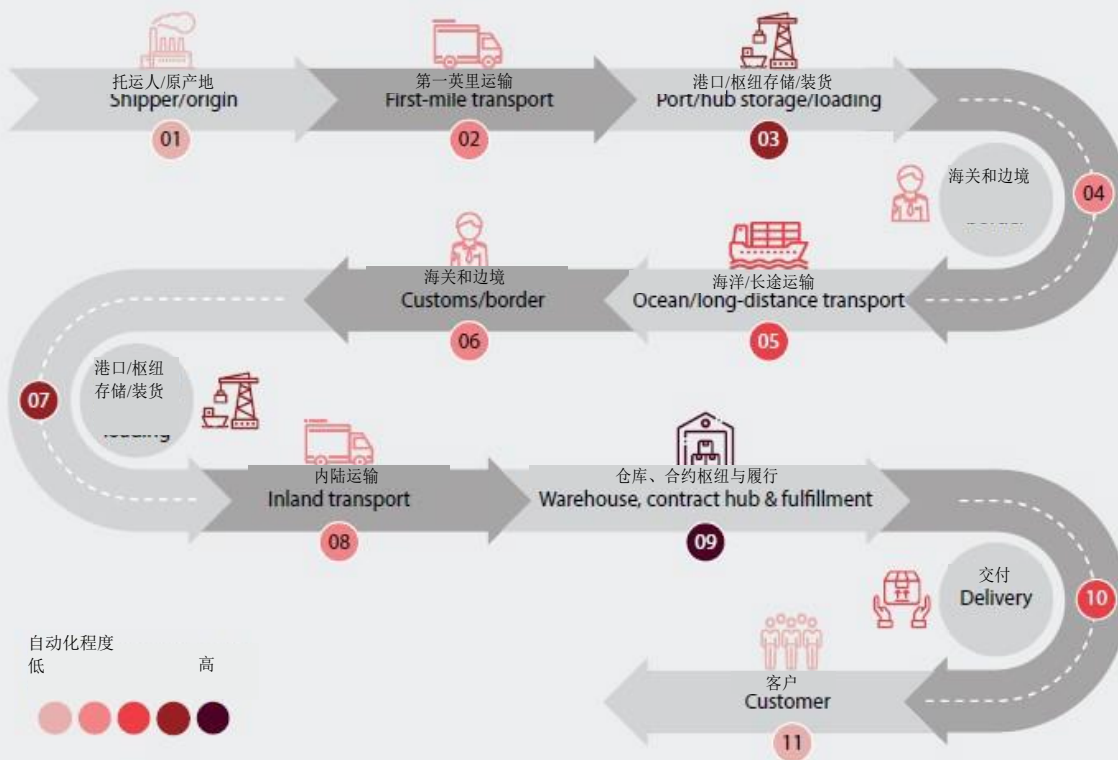 托运人/原产地
Shipper/origin
01
第一英里运输
First-mile transport
02
港口/枢纽存储/装货
Port/hub storage/loading
03
海关和边境
04
海洋/长途运输
Ocean/long-distance transport
05
海关和边境
Customs/border
06
港口/枢纽
存储/装货
loading
07
内陆运输
Inland transport
08
仓库、合约枢纽与履行
Warehouse, contract hub & fulfillment
09
交付
Delivery
10
客户
Customer
11
自动化程度
低 高